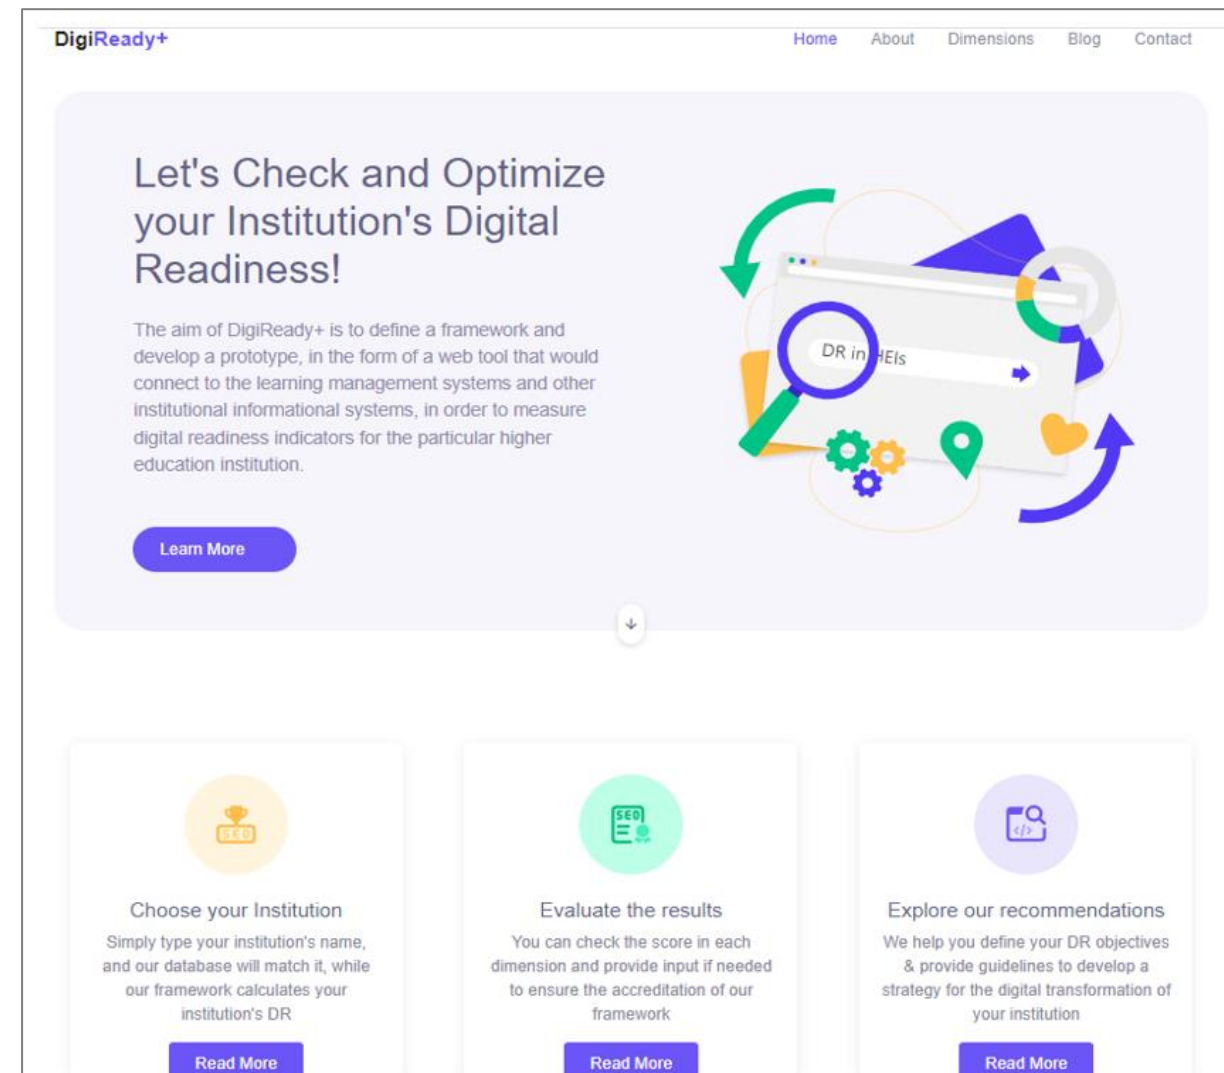 DigiReady+
Home About Dimensions Blog Contact
Let's Check and Optimize
your Institution's Digital
Readiness!
The aim of DigiReady+ is to define a framework and
develop a prototype, in the form of a web tool that would
connect to the learning management systems and other
institutional informational systems, in order to measure
digital readiness indicators for the particular higher
education institution.
Learn More
DR in HEIs
SEO
SEO
</>
Choose your Institution
Simply type your institution's name,
and our database will match it, while
our framework calculates your
institution's DR
Read More
Evaluate the results
You can check the score in each
dimension and provide input if needed
to ensure the accreditation of our
framework
Read More
Explore our recommendations
We help you define your DR objectives
& provide guidelines to develop a
strategy for the digital transformation of
your institution
Read More